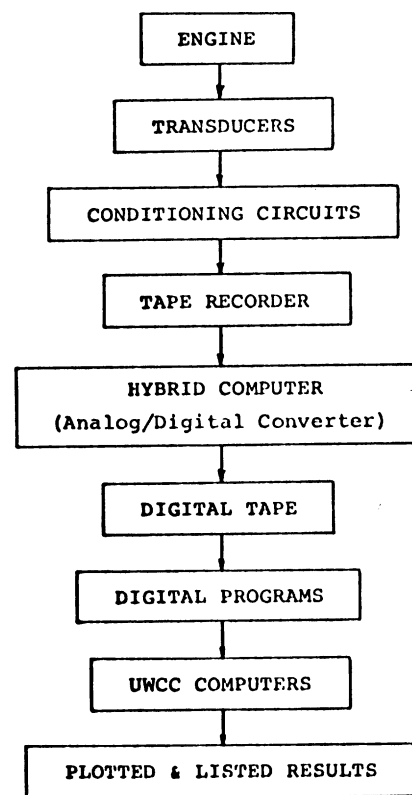 ENGINE
TRANSDUCERS
CONDITIONING CIRCUITS
TAPE RECORDER
HYBRID COMPUTER
(Analog/Digital Converter)
DIGITAL TAPE
DIGITAL PROGRAMS
UWCC COMPUTERS
PLOTTED & LISTED RESULTS